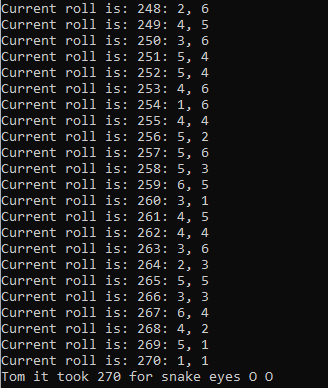 Current roll is: 248: 2, 6
Current roll is: 249: 4, 5
Current roll is: 250: 3, 6
Current roll is: 251: 5, 4
Current roll is: 252: 5, 4
Current roll is: 253: 4, 6
Current roll is: 254: 1, 6
Current roll is: 255: 4, 4
Current roll is: 256: 5, 2
Current roll is: 257: 5, 6
Current roll is: 258: 5, 3
Current roll is: 259: 6, 5
Current roll is: 260: 3, 1
Current roll is: 261: 4, 5
Current roll is: 262: 4, 4
Current roll is: 263: 3, 6
Current roll is: 264: 2, 3
Current roll is: 265: 5, 5
Current roll is: 266: 3, 3
Current roll is: 267: 6, 4
Current roll is: 268: 4, 2
Current roll is: 269: 5, 1
Current roll is: 270: 1, 1
Tom it took 270 for snake eyes O O